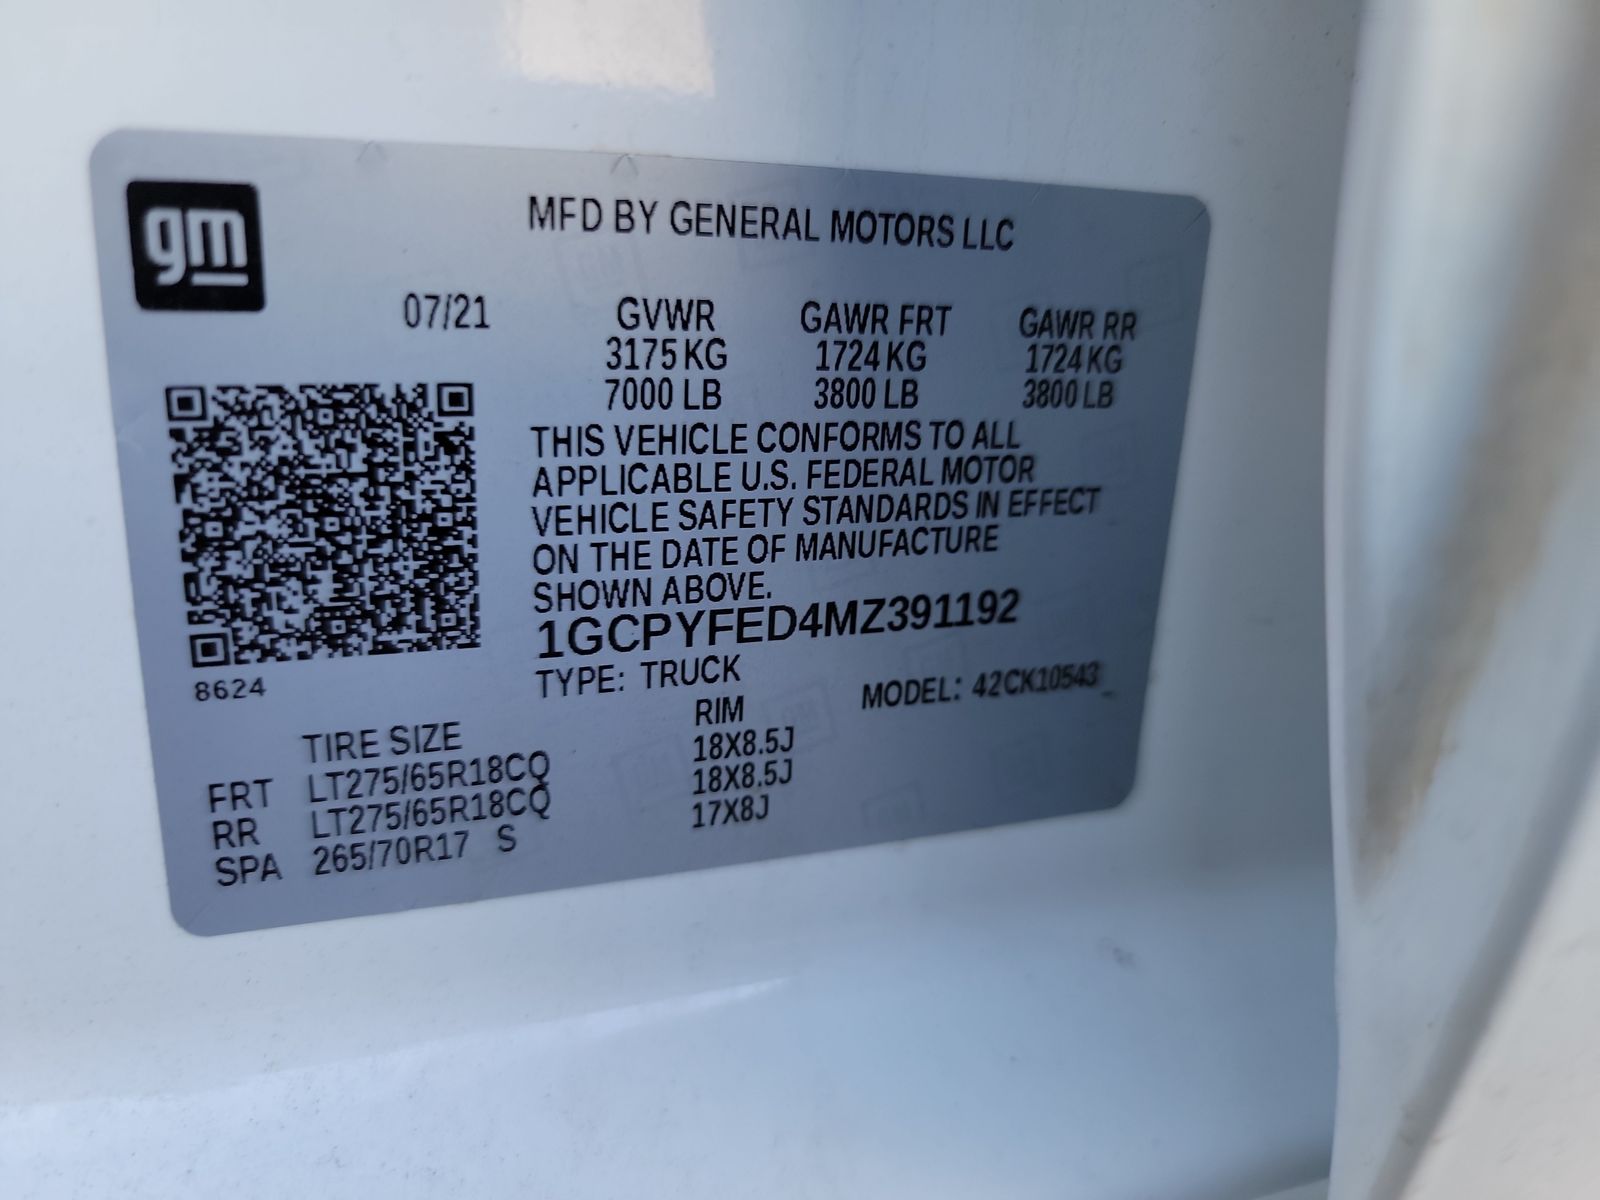 gm
MFD BY GENERAL MOTORS LLC
07/21 GVWR GAWR FRT GAWR RR
3175 KG 1724 KG 1724 KG
7000 LB 3800 LB 3800 LB
THIS VEHICLE CONFORMS TO ALL
APPLICABLE U.S. FEDERAL MOTOR
VEHICLE SAFETY STANDARDS IN EFFECT
ON THE DATE OF MANUFACTURE
SHOWN ABOVE.
1GCPYFED4MZ391192
8624
TYPE: TRUCK MODEL: 42CK10543_
TIRE SIZE RIM
FRT LT275/65R18CQ 18X8.5J
RR LT275/65R18CQ 18X8.5J
SPA 265/70R17 S 17X8J